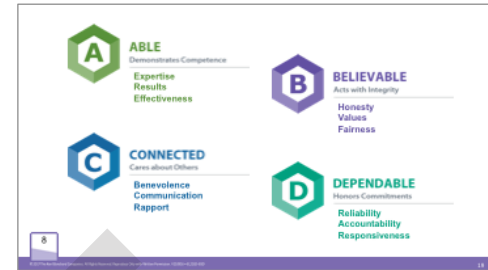 A
ABLE
Demonstrates Competence
Expertise
Results
Effectiveness
B
BELIEVABLE
Acts with Integrity
Honesty
Values
Fairness
C
CONNECTED
Cares about Others
Benevolence
Communication
Rapport
D
DEPENDABLE
Honors Commitments
Reliability
Accountability
Responsiveness
8
18